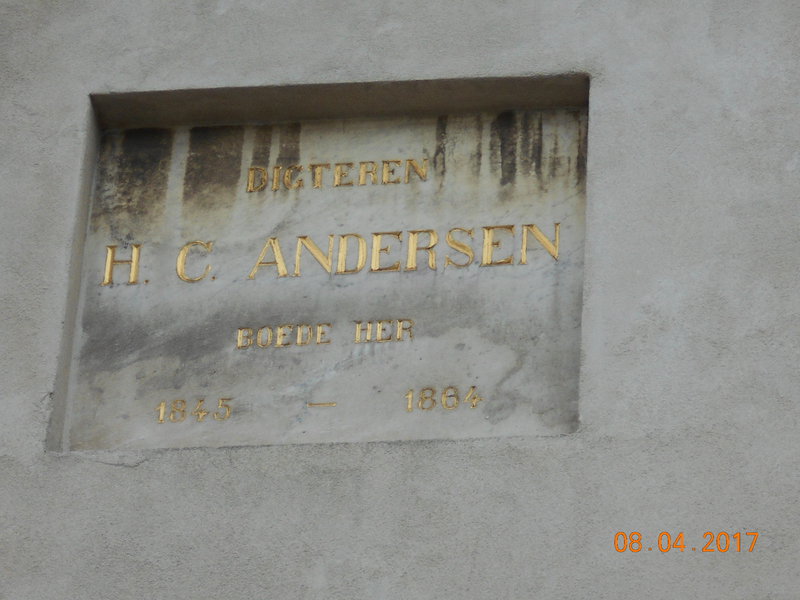 DIGTEREN
H. C. ANDERSEN
BOEDE HER
1845 — 1864
08.04.2017